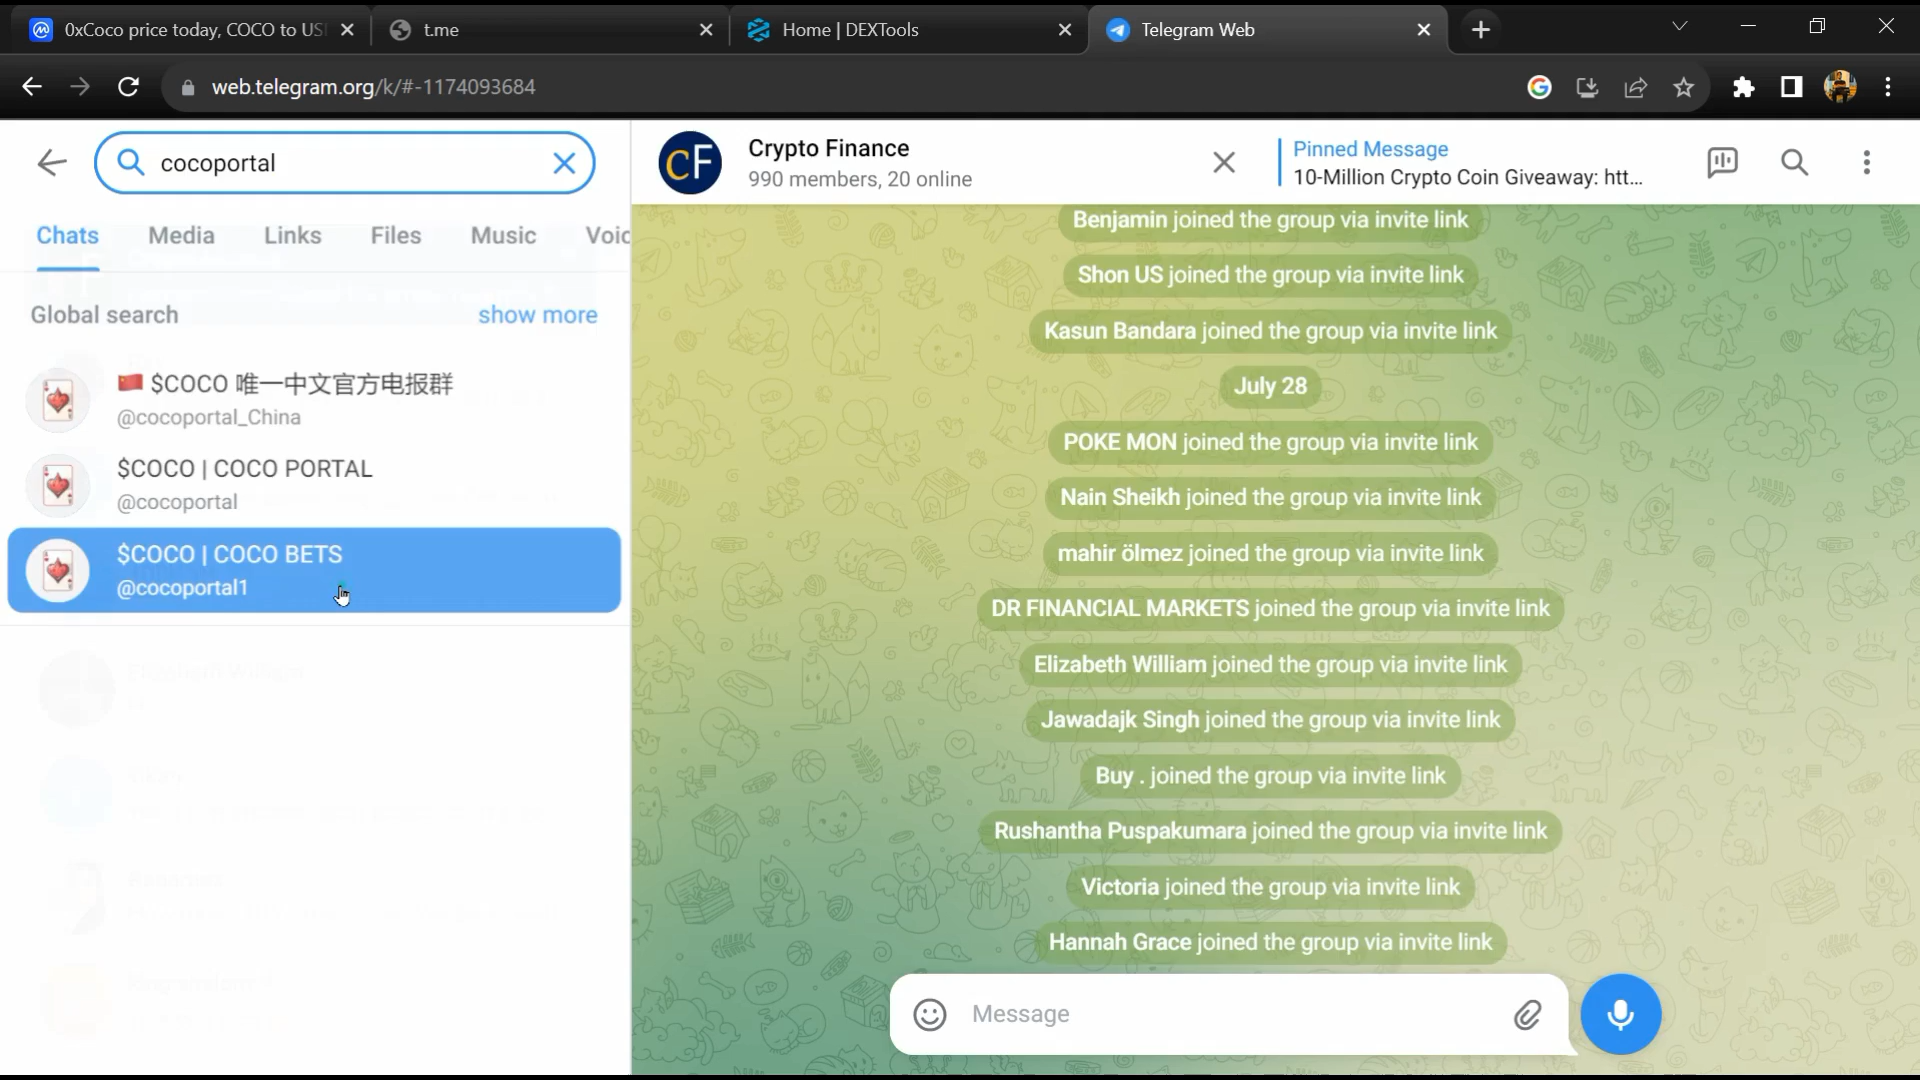 0xCoco price today, COCO to US
t.me
Home | DEXTools
Telegram Web
web.telegram.org/k/#-1174093684
cocoportal
Chats
Media
Links
Files
Music
Voic
Global search
show more
🇨🇳 $COCO 唯一中文官方电报群
@cocoportal_China
$COCO | COCO PORTAL
@cocoportal
$COCO | COCO BETS
@cocoportal1
CF
Crypto Finance
990 members, 20 online
Pinned Message
10-Million Crypto Coin Giveaway: htt...
Benjamin joined the group via invite link
Shon US joined the group via invite link
Kasun Bandara joined the group via invite link
July 28
POKE MON joined the group via invite link
Nain Sheikh joined the group via invite link
mahir ölmez joined the group via invite link
DR FINANCIAL MARKETS joined the group via invite link
Elizabeth William joined the group via invite link
Jawadajk Singh joined the group via invite link
Buy . joined the group via invite link
Rushantha Puspakumara joined the group via invite link
Victoria joined the group via invite link
Hannah Grace joined the group via invite link
Message